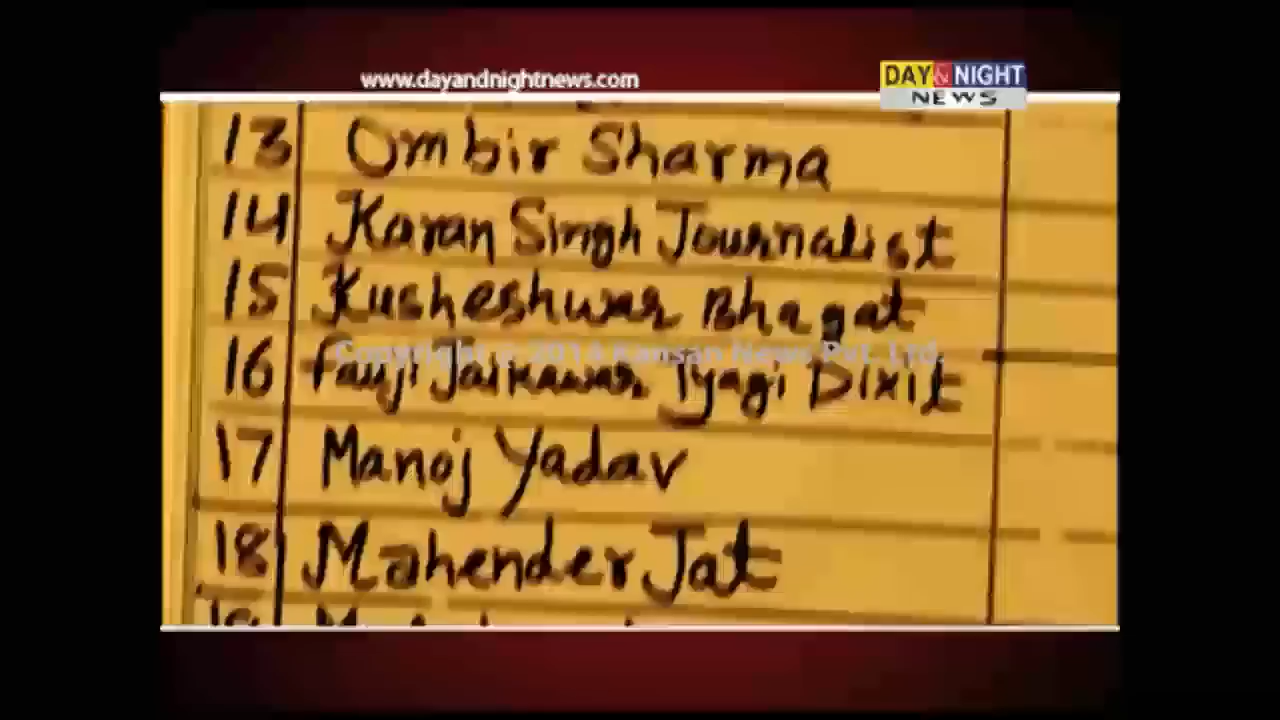 www.dayandnightnews.com
DAY & NIGHT
NEWS
13 Ombir Sharma
14 Karan Singh Journalist
15 Kusheshwar Bhagat
Copyright © 2014 Kansan News Pvt. Ltd.
16 Fauji Jaikawar Tyagi Dixit
17 Manoj Yadav
18 Mahender Jat